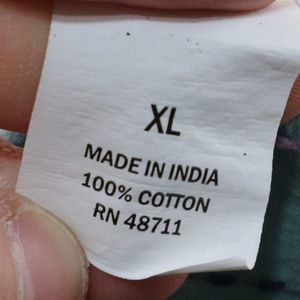 XL
MADE IN INDIA
100% COTTON
RN 48711